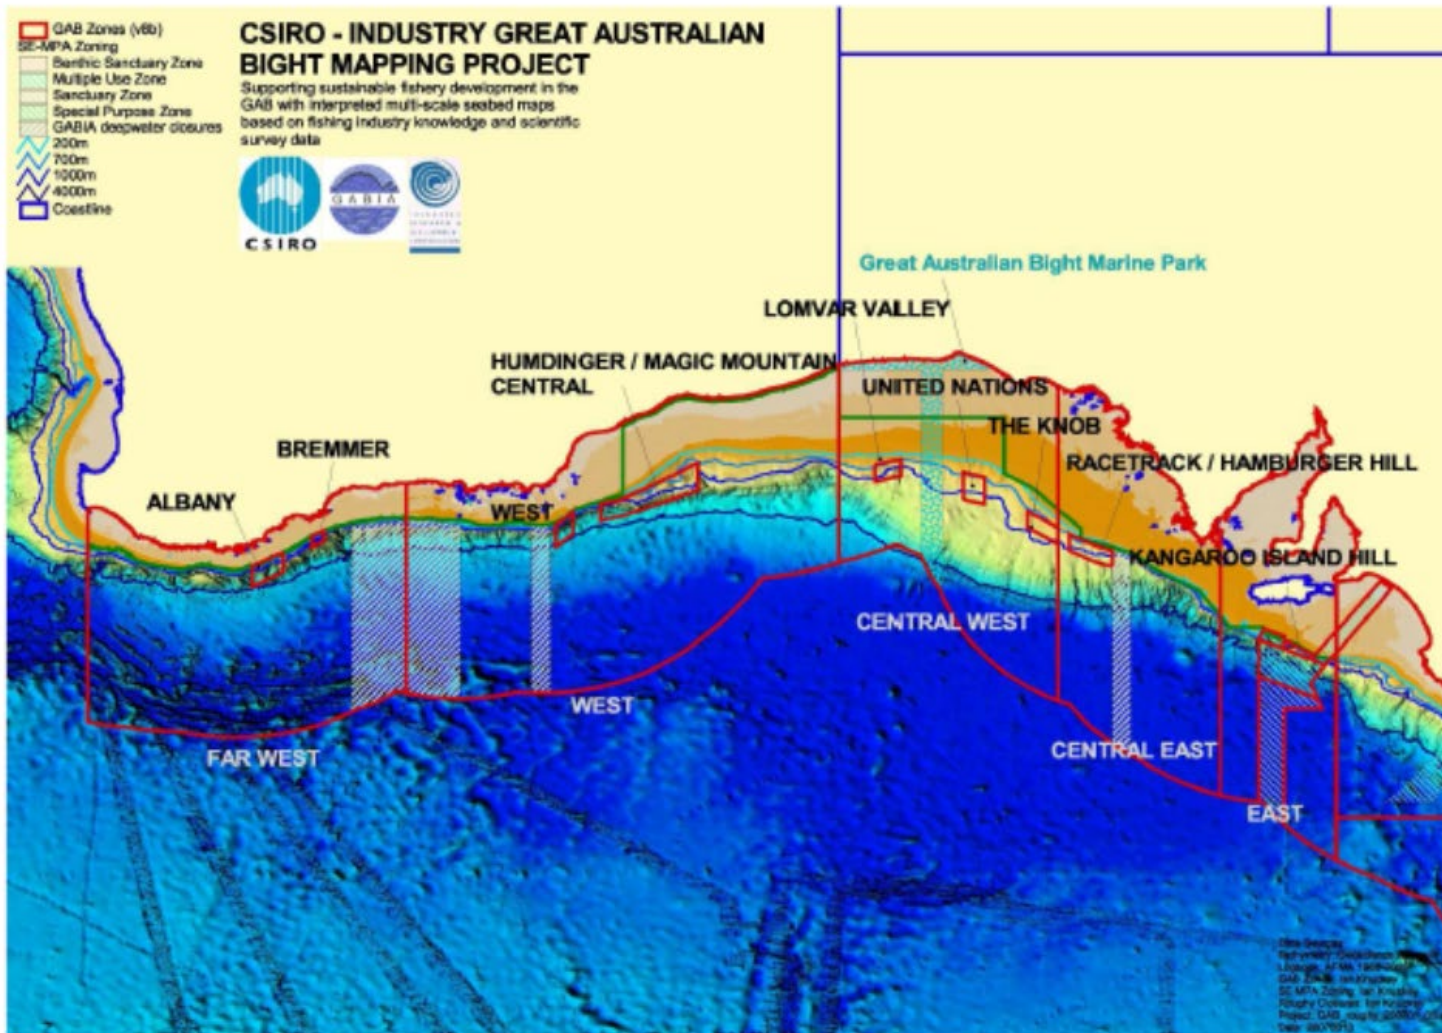 GAB Zones (v6b)
SE-MPA Zoning
Benthic Sanctuary Zone
Multiple Use Zone
Sanctuary Zone
Special Purpose Zone
GABIA deepwater closures
200m
700m
1000m
4000m
Coastline
CSIRO - INDUSTRY GREAT AUSTRALIAN
BIGHT MAPPING PROJECT
Supporting sustainable fishery development in the
GAB with interpreted multi-scale seabed maps
based on fishing industry knowledge and scientific
survey data
CSIRO
GABIA
Great Australian Bight Marine Park
LOMVAR VALLEY
HUMDINGER / MAGIC MOUNTAIN
CENTRAL
UNITED NATIONS
THE KNOB
BREMMER
RACETRACK / HAMBURGER HILL
ALBANY
WEST
KANGAROO ISLAND HILL
CENTRAL WEST
WEST
CENTRAL EAST
FAR WEST
EAST